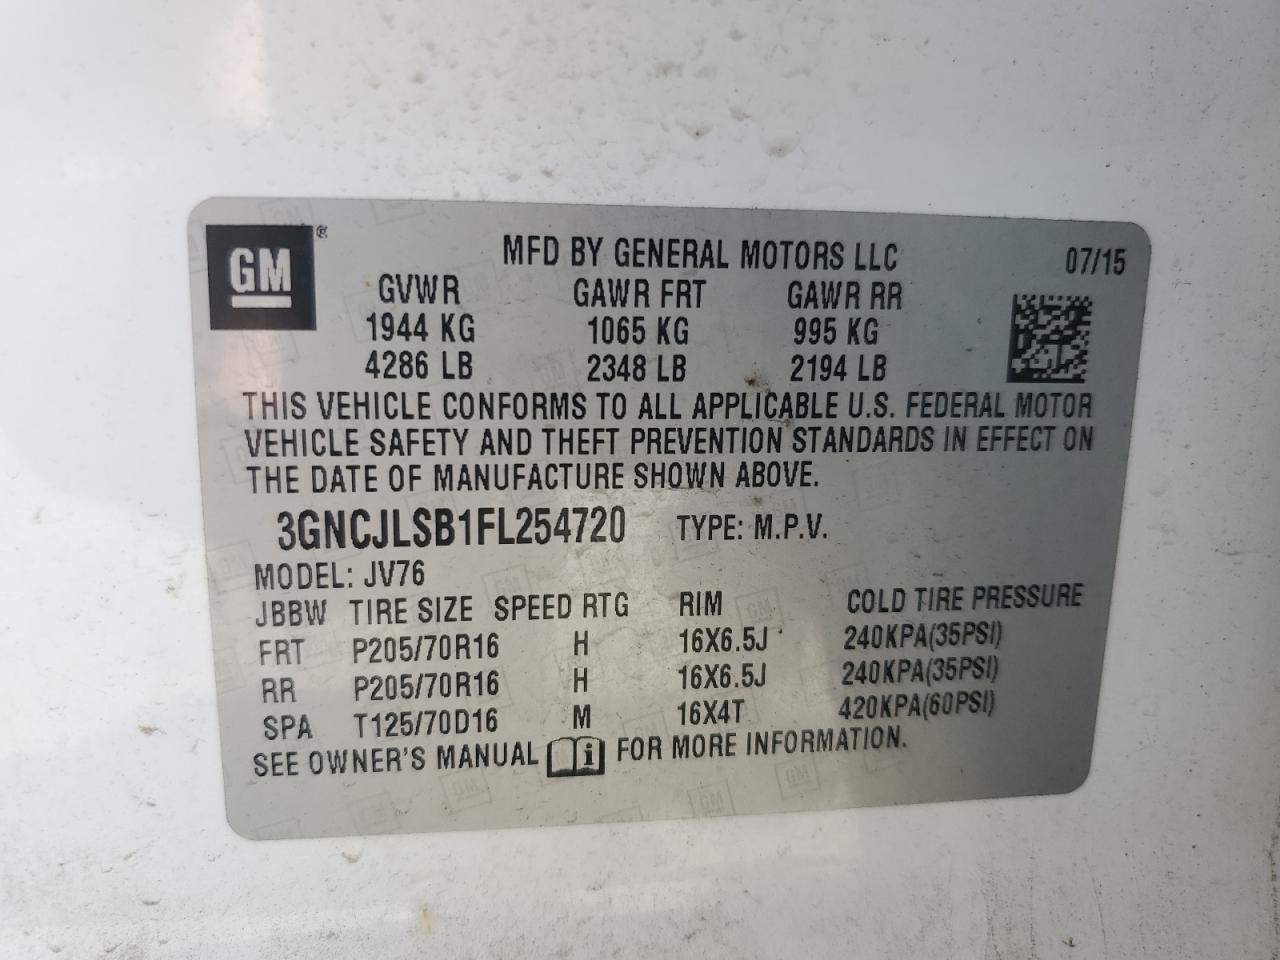 GM ® MFD BY GENERAL MOTORS LLC 07/15
GVWR GAWR FRT GAWR RR
1944 KG 1065 KG 995 KG
4286 LB 2348 LB 2194 LB
THIS VEHICLE CONFORMS TO ALL APPLICABLE U.S. FEDERAL MOTOR
VEHICLE SAFETY AND THEFT PREVENTION STANDARDS IN EFFECT ON
THE DATE OF MANUFACTURE SHOWN ABOVE.
3GNCJLSB1FL254720 TYPE: M.P.V.
MODEL: JV76
JBBW TIRE SIZE SPEED RTG RIM COLD TIRE PRESSURE
FRT P205/70R16 H 16X6.5J 240KPA(35PSI)
RR P205/70R16 H 16X6.5J 240KPA(35PSI)
SPA T125/70D16 M 16X4T 420KPA(60PSI)
SEE OWNER'S MANUAL i FOR MORE INFORMATION.